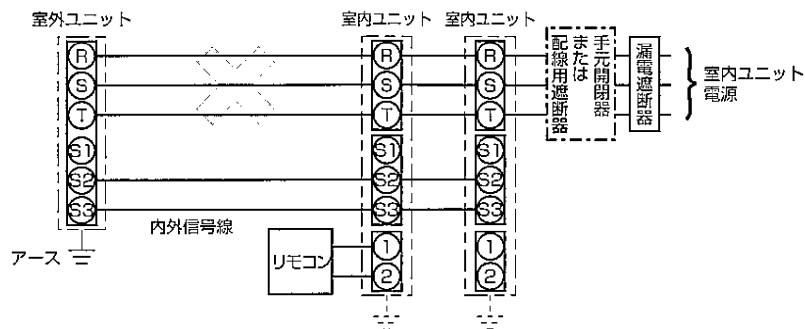 室外ユニット
室内ユニット
室内ユニット
手元開閉器
または
配線用遮断器
漏電遮断器
室内ユニット
電源
R
S
T
S1
S2
S3
R
S
T
S1
S2
S3
1
2
R
S
T
S1
S2
S3
1
2
内外信号線
リモコン
アース